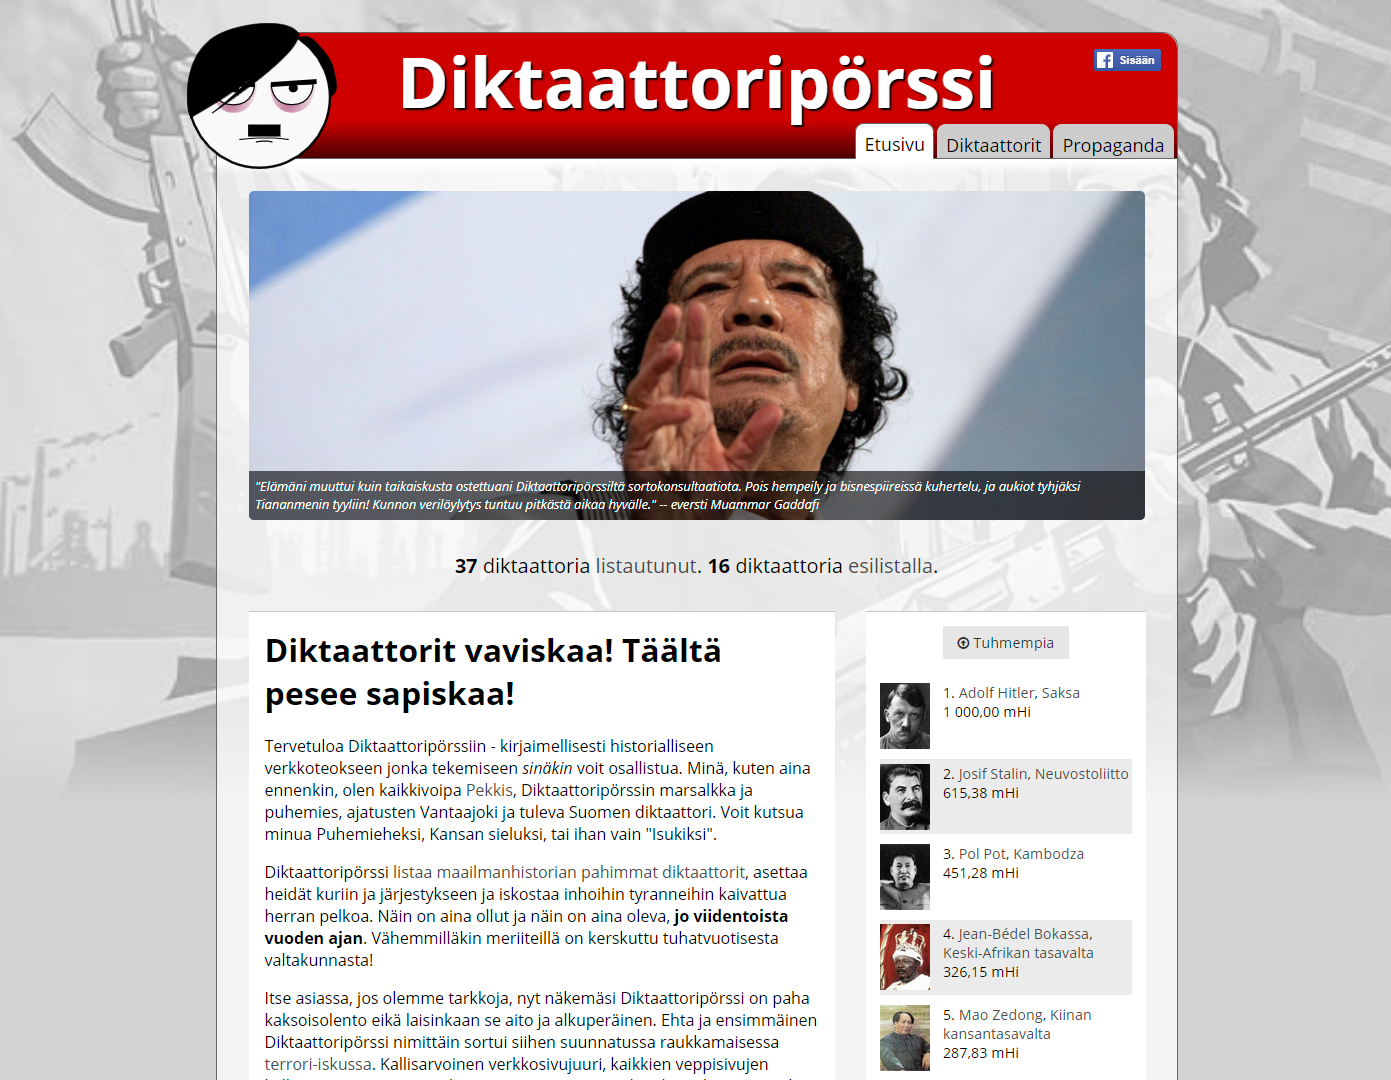 Diktaattoripörssi
Sisään
Etusivu
Diktaattorit
Propaganda
"Elämäni muuttui kuin taikaiskusta ostettuani Diktaattoripörssiltä sortokonsultaatiota. Pois hempeily ja bisnespiireissä kuhertelu, ja aukiot tyhjäksi
Tiananmenin tyyliin! Kunnon verilöylytys tuntuu pitkästä aikaa hyvälle." -- eversti Muammar Gaddafi
37 diktaattoria listautunut. 16 diktaattoria esilistalla.
Diktaattorit vaviskaa! Täältä
pesee sapiskaa!
Tervetuloa Diktaattoripörssiin - kirjaimellisesti historialliseen
verkkoteokseen jonka tekemiseen sinäkin voit osallistua. Minä, kuten aina
ennenkin, olen kaikkivoipa Pekkis, Diktaattoripörssin marsalkka ja
puhemies, ajatusten Vantaajoki ja tuleva Suomen diktaattori. Voit kutsua
minua Puhemieheksi, Kansan sieluksi, tai ihan vain "Isukiksi".
Diktaattoripörssi listaa maailmanhistorian pahimmat diktaattorit, asettaa
heidät kuriin ja järjestykseen ja iskostaa inhoihin tyranneihin kaivattua
herran pelkoa. Näin on aina ollut ja näin on aina oleva, jo viidentoista
vuoden ajan. Vähemmilläkin meriiteillä on kerskuttu tuhatvuotisesta
valtakunnasta!
Itse asiassa, jos olemme tarkkoja, nyt näkemäsi Diktaattoripörssi on paha
kaksoisolento eikä laisinkaan se aito ja alkuperäinen. Ehta ja ensimmäinen
Diktaattoripörssi nimittäin sortui siihen suunnatussa raukkamaisessa
terrori-iskussa. Kallisarvoinen verkkosivujuuri, kaikkien veppisivujen
Tuhmempia
1. Adolf Hitler, Saksa
1 000,00 mHi
2. Josif Stalin, Neuvostoliitto
615,38 mHi
3. Pol Pot, Kambodza
451,28 mHi
4. Jean-Bédel Bokassa,
Keski-Afrikan tasavalta
326,15 mHi
5. Mao Zedong, Kiinan
kansantasavalta
287,83 mHi